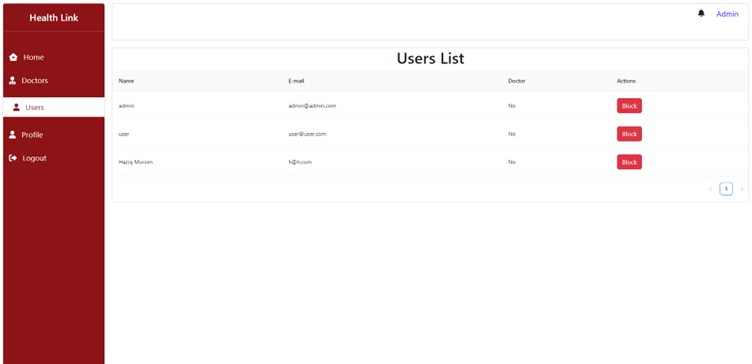 Health Link
Home
Doctors
Users
Profile
Logout
Admin
Users List
Name E-mail Doctor Actions
admin admin@admin.com No Block
user user@user.com No Block
Haziq Monim h@h.com No Block
< 1 >